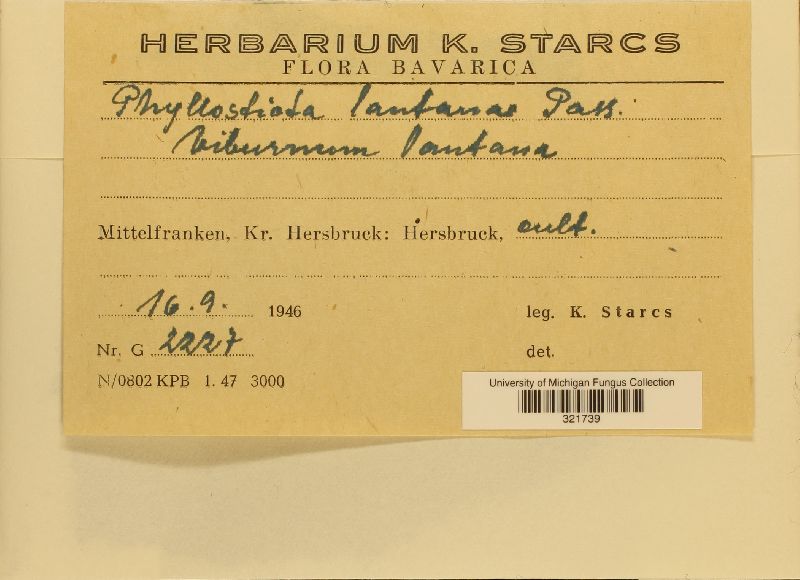 HERBARIUM K. STARCS
FLORA BAVARICA
Phyllosticta lantanae Pass.
Viburnum lantana
Mittelfranken, Kr. Hersbruck: Hersbruck, cult.
16.9. 1946
leg. K. Starcs
Nr. G 2227
det.
N/0802 KPB 1. 47 3000
University of Michigan Fungus Collection
321739